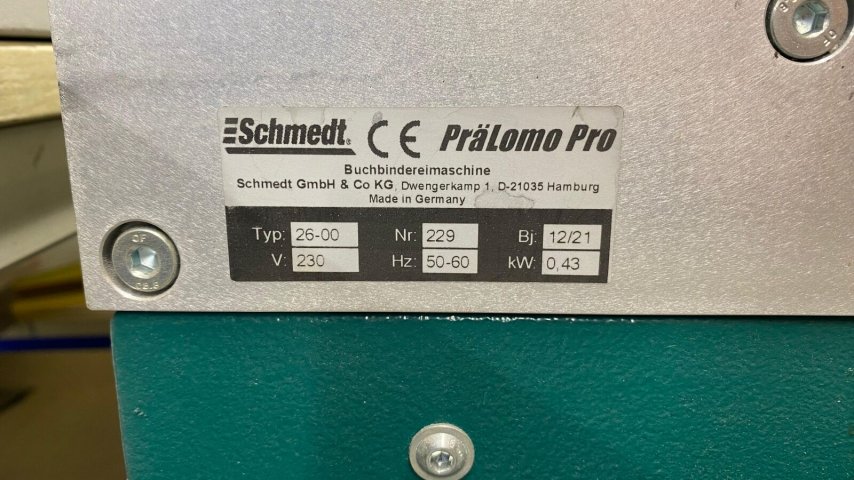 Schmedt® CE PräLomo Pro
Buchbindereimaschine
Schmedt GmbH & Co KG, Dwengerkamp 1, D-21035 Hamburg
Made in Germany
Typ: 26-00 Nr: 229 Bj: 12/21
V: 230 Hz: 50-60 kW: 0,43